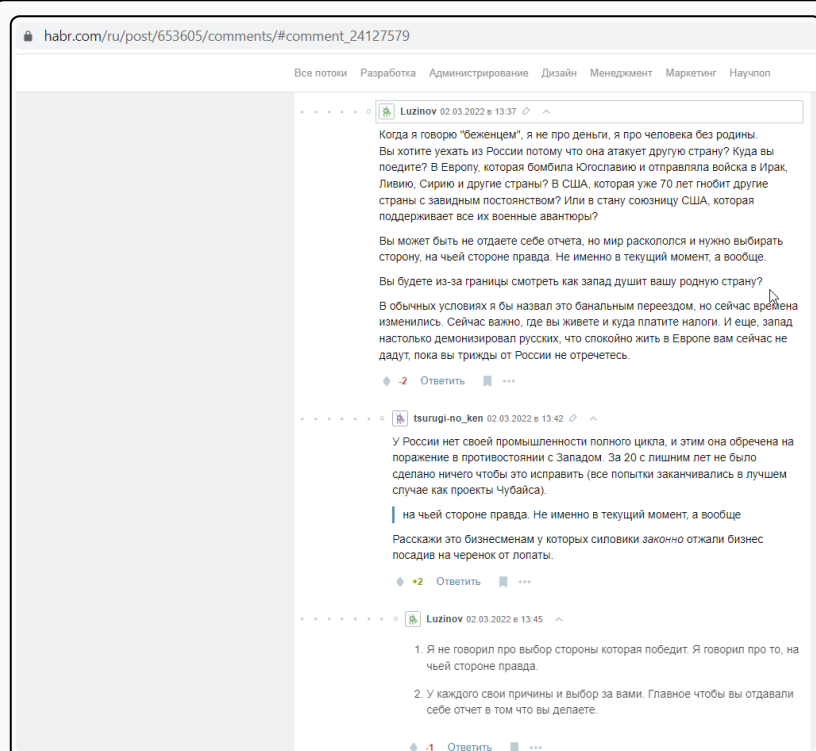 habr.com/ru/post/653605/comments/#comment_24127579
Все потоки Разработка Администрирование Дизайн Менеджмент Маркетинг Научпоп
Luzinov 02.03.2022 в 13:37
Когда я говорю "беженцем", я не про деньги, я про человека без родины.
Вы хотите уехать из России потому что она атакует другую страну? Куда вы
поедите? В Европу, которая бомбила Югославию и отправляла войска в Ирак,
Ливию, Сирию и другие страны? В США, которая уже 70 лет гнобит другие
страны с завидным постоянством? Или в стану союзницу США, которая
поддерживает все их военные авантюры?
Вы может быть не отдаете себе отчета, но мир раскололся и нужно выбирать
сторону, на чьей стороне правда. Не именно в текущий момент, а вообще.
Вы будете из-за границы смотреть как запад душит вашу родную страну?
В обычных условиях я бы назвал это банальным переездом, но сейчас времена
изменились. Сейчас важно, где вы живете и куда платите налоги. И еще, запад
настолько демонизировал русских, что спокойно жить в Европе вам сейчас не
дадут, пока вы трижды от России не отречетесь.
-2 Ответить
tsurugi-no_ken 02.03.2022 в 13:42
У России нет своей промышленности полного цикла, и этим она обречена на
поражение в противостоянии с Западом. За 20 с лишним лет не было
сделано ничего чтобы это исправить (все попытки заканчивались в лучшем
случае как проекты Чубайса).
на чьей стороне правда. Не именно в текущий момент, а вообще
Расскажи это бизнесменам у которых силовики законно отжали бизнес
посадив на черенок от лопаты.
+2 Ответить
Luzinov 02.03.2022 в 13:45
1. Я не говорил про выбор стороны которая победит. Я говорил про то, на
чьей стороне правда.
2. У каждого свои причины и выбор за вами. Главное чтобы вы отдавали
себе отчет в том что вы делаете.
-1 Ответить